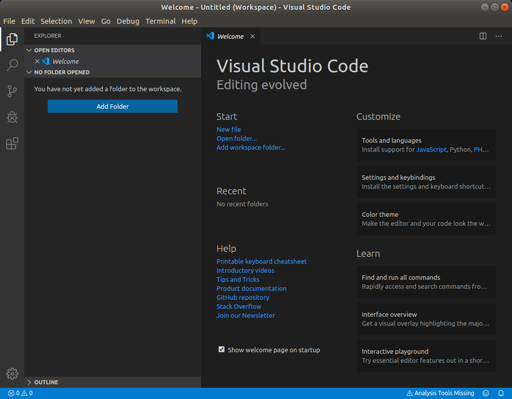 Welcome - Untitled (Workspace) - Visual Studio Code
File Edit Selection View Go Debug Terminal Help
EXPLORER
OPEN EDITORS
Welcome
NO FOLDER OPENED
You have not yet added a folder to the workspace.
Add Folder
OUTLINE
Welcome
Visual Studio Code
Editing evolved
Start
New file
Open folder...
Add workspace folder...
Recent
No recent folders
Help
Printable keyboard cheatsheet
Introductory videos
Tips and Tricks
Product documentation
GitHub repository
Stack Overflow
Join our Newsletter
Show welcome page on startup
Customize
Tools and languages
Install support for JavaScript, Python, PH...
Settings and keybindings
Install the settings and keyboard shortcut...
Color theme
Make the editor and your code look the w...
Learn
Find and run all commands
Rapidly access and search commands fro...
Interface overview
Get a visual overlay highlighting the majo...
Interactive playground
Try essential editor features out in a shor...
0 0
Analysis Tools Missing